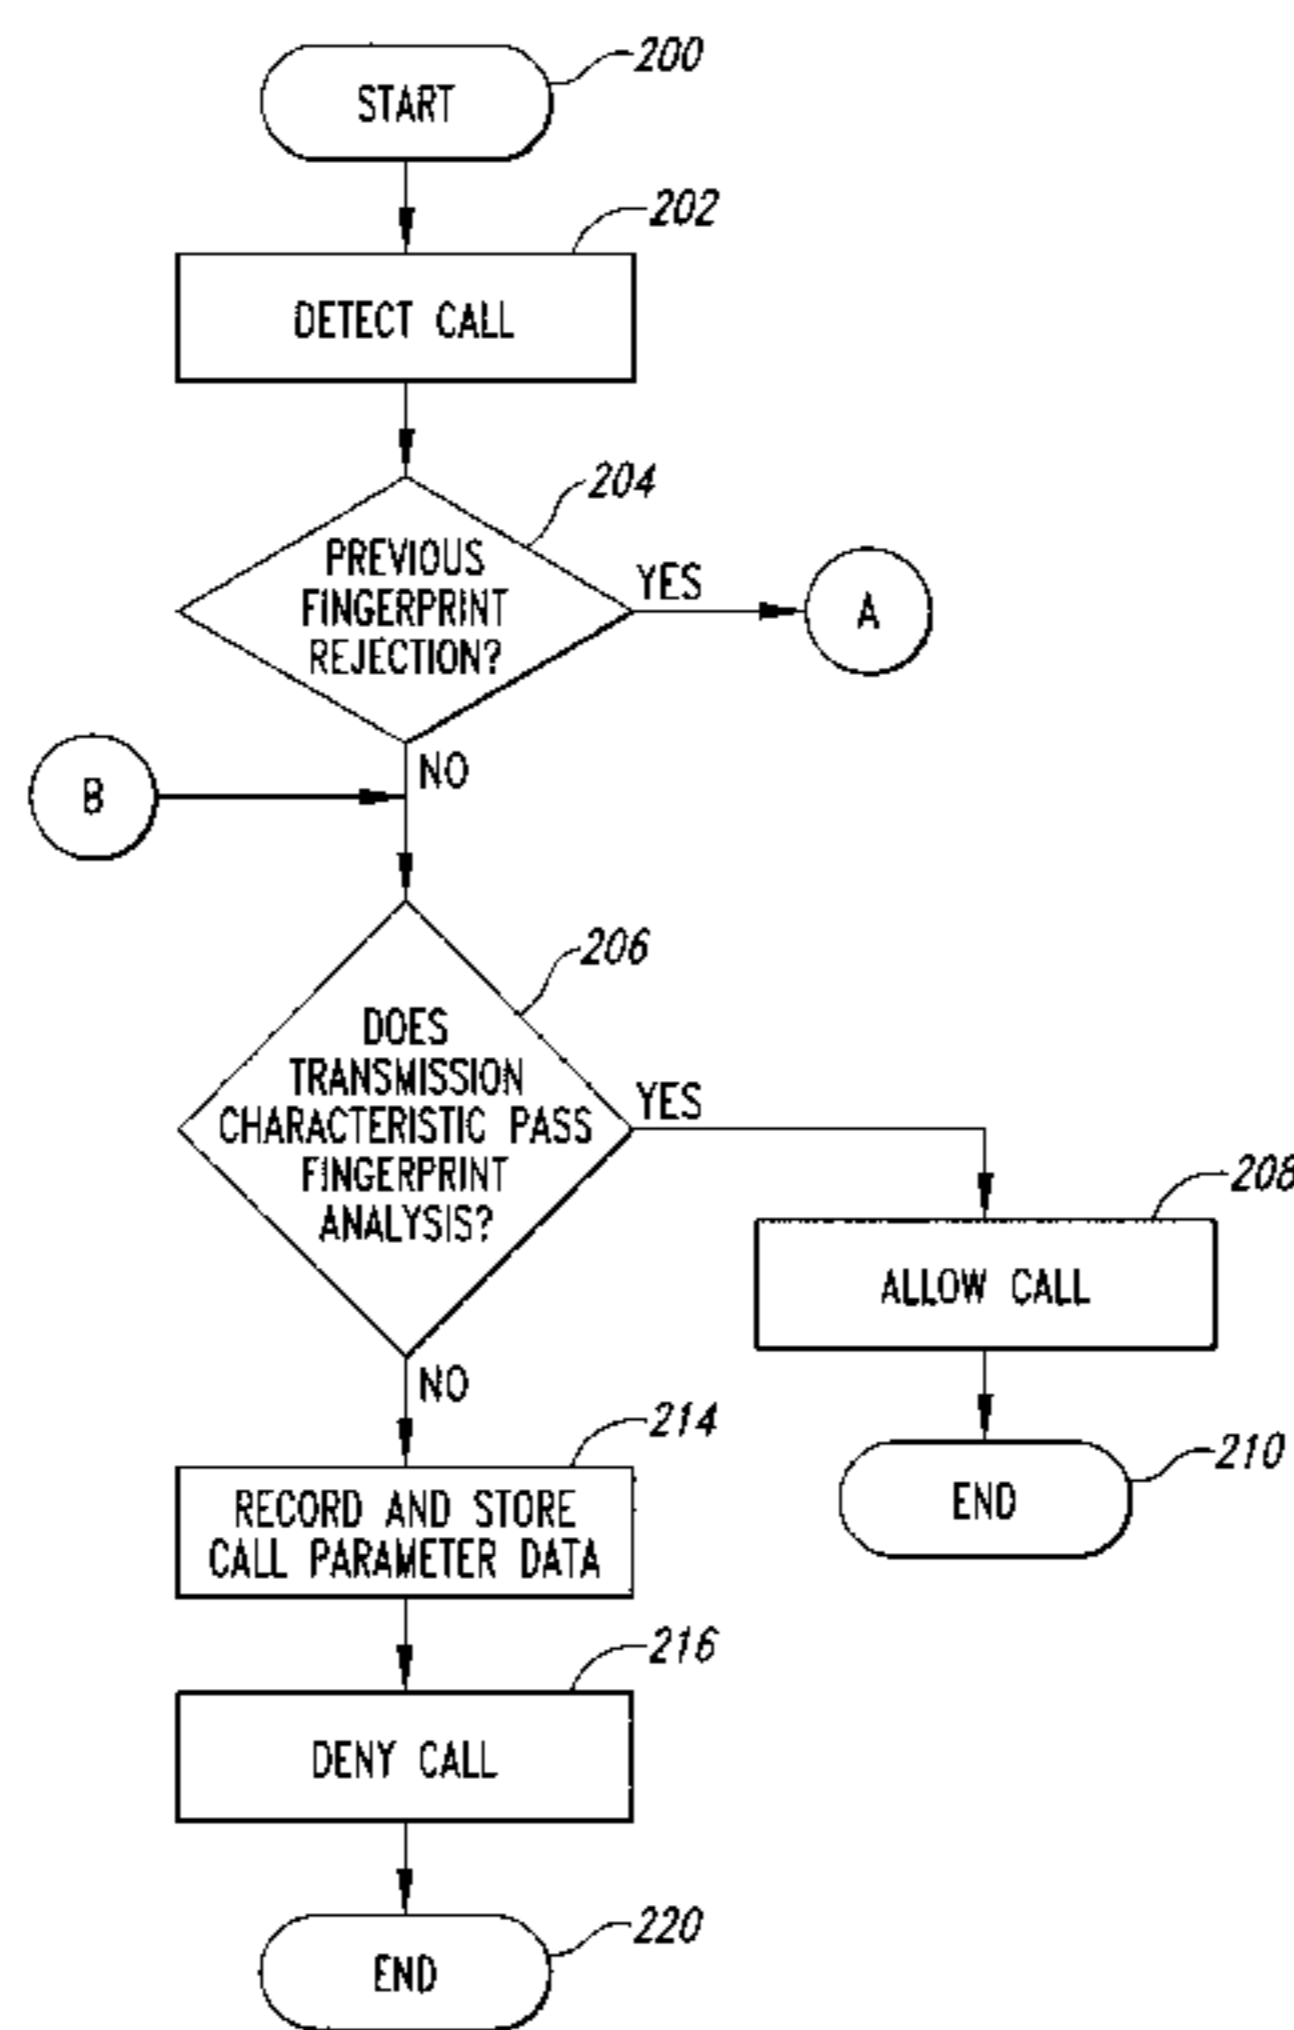 200
START
202
DETECT CALL
204
PREVIOUS
FINGERPRINT
REJECTION?
YES
A
NO
B
206
DOES
TRANSMISSION
CHARACTERISTIC PASS
FINGERPRINT
ANALYSIS?
YES
208
ALLOW CALL
NO
214
210
RECORD AND STORE
CALL PARAMETER DATA
END
216
DENY CALL
220
END